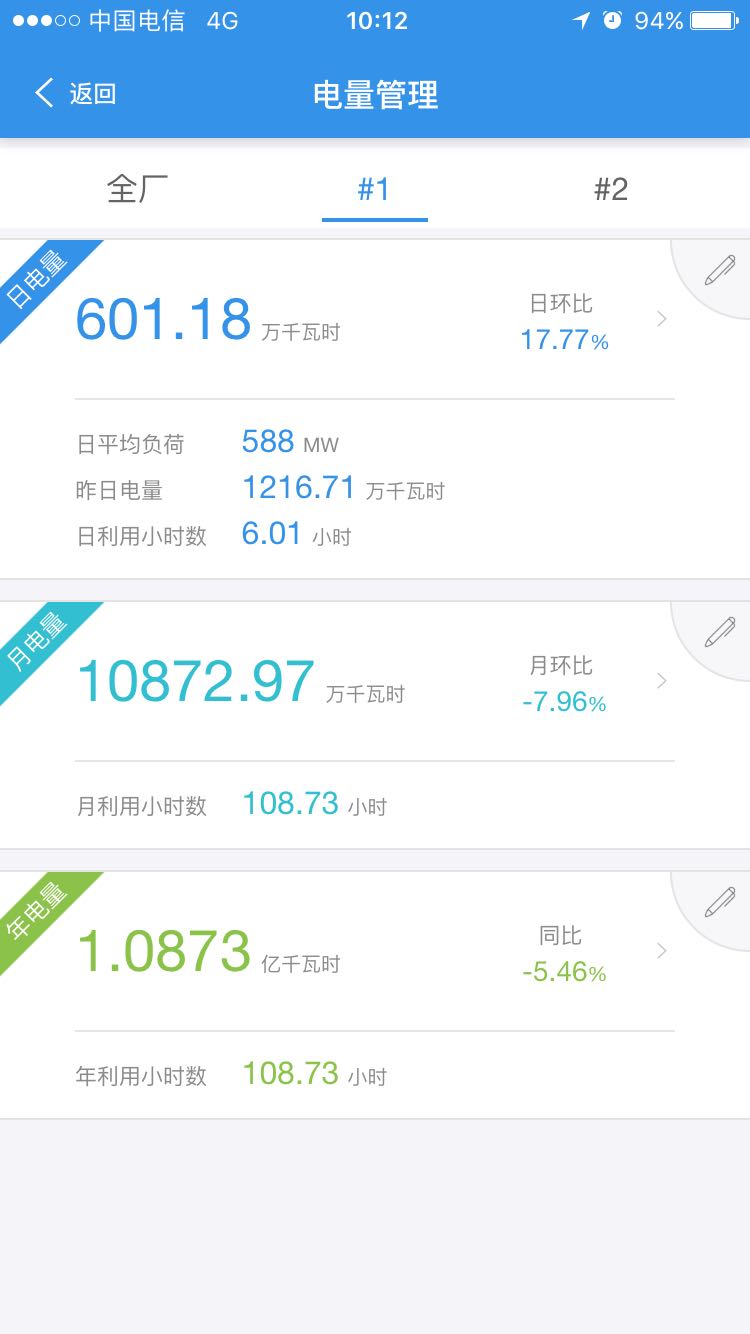 中国电信 4G 10:12 94%
返回 电量管理
全厂 #1 #2
日电量
601.18 万千瓦时
日环比
17.77%
日平均负荷 588 MW
昨日电量 1216.71 万千瓦时
日利用小时数 6.01 小时
月电量
10872.97 万千瓦时
月环比
-7.96%
月利用小时数 108.73 小时
年电量
1.0873 亿千瓦时
同比
-5.46%
年利用小时数 108.73 小时